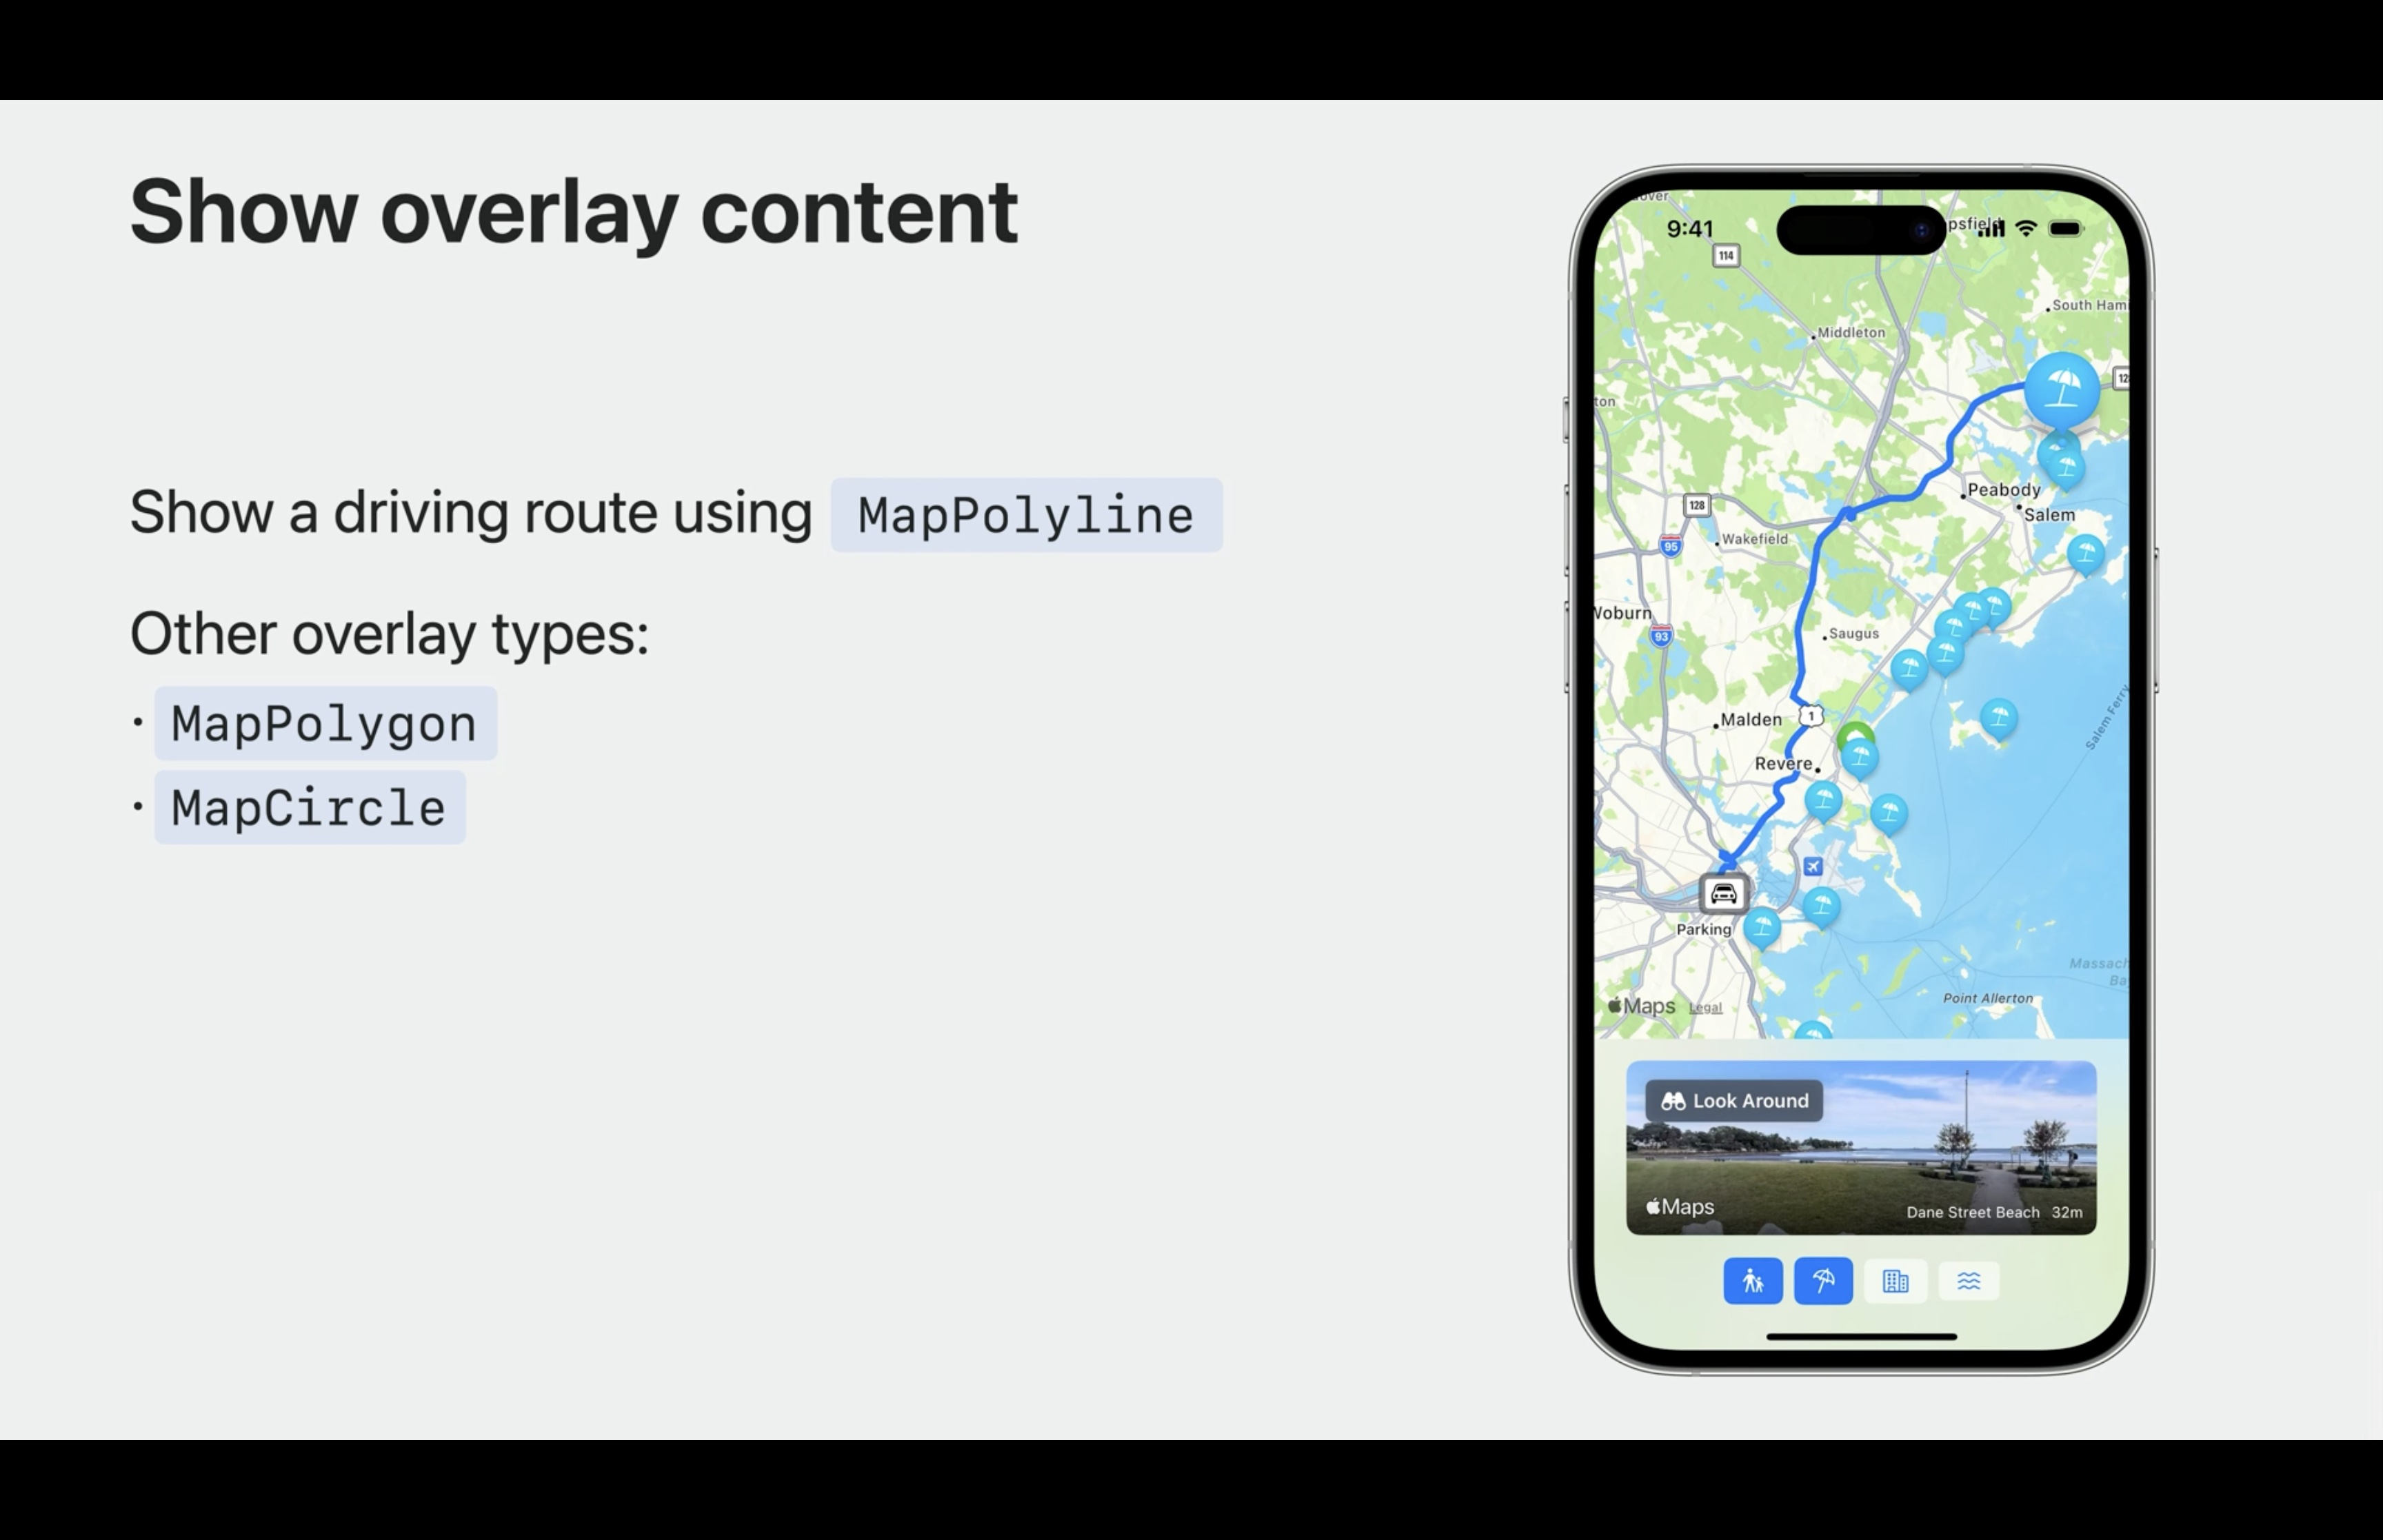 Show overlay content
Show a driving route using MapPolyline
Other overlay types:
· MapPolygon
· MapCircle
9:41
psfield
114
South Ham
Middleton
128
ton
Peabody
Salem
128
Wakefield
95
Woburn
93
Saugus
Salem Ferry
Malden
1
Revere
Parking
Massach
Ba
Point Allerton
Maps Legal
Look Around
Maps
Dane Street Beach 32m